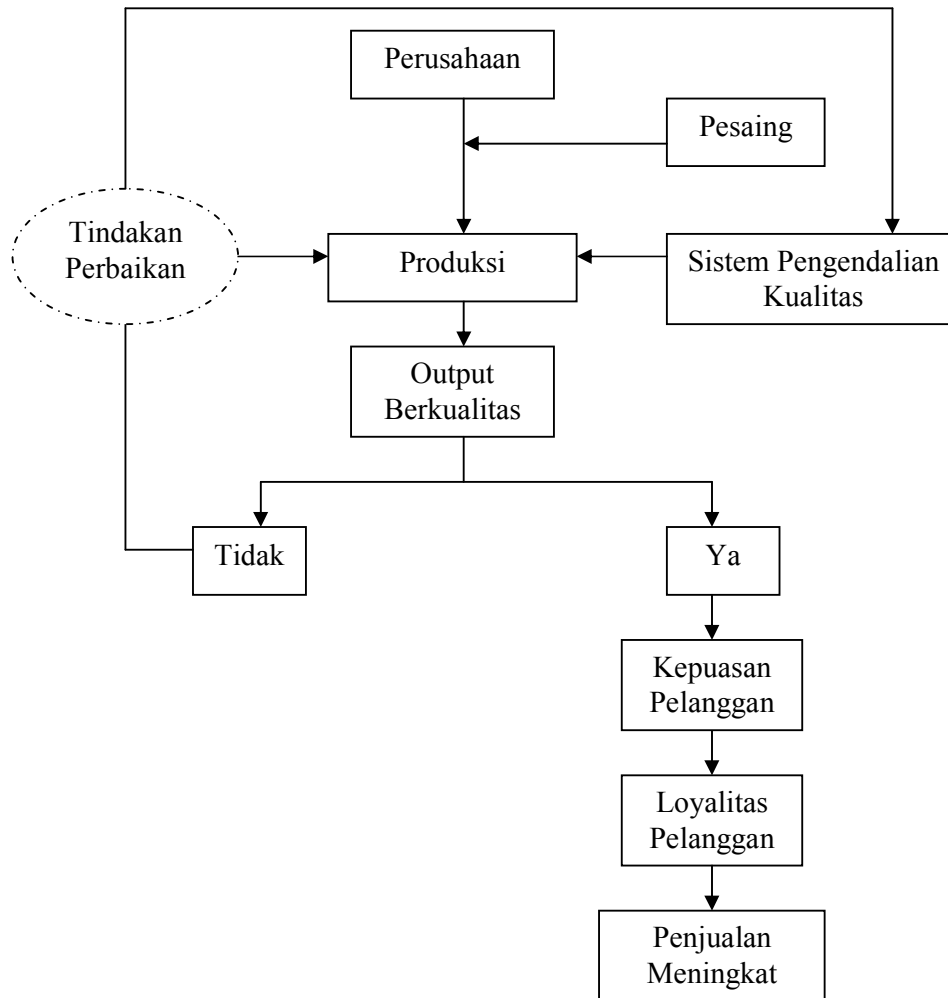 Perusahaan
Pesaing
Tindakan
Perbaikan
Produksi
Sistem Pengendalian
Kualitas
Output
Berkualitas
Tidak
Ya
Kepuasan
Pelanggan
Loyalitas
Pelanggan
Penjualan
Meningkat